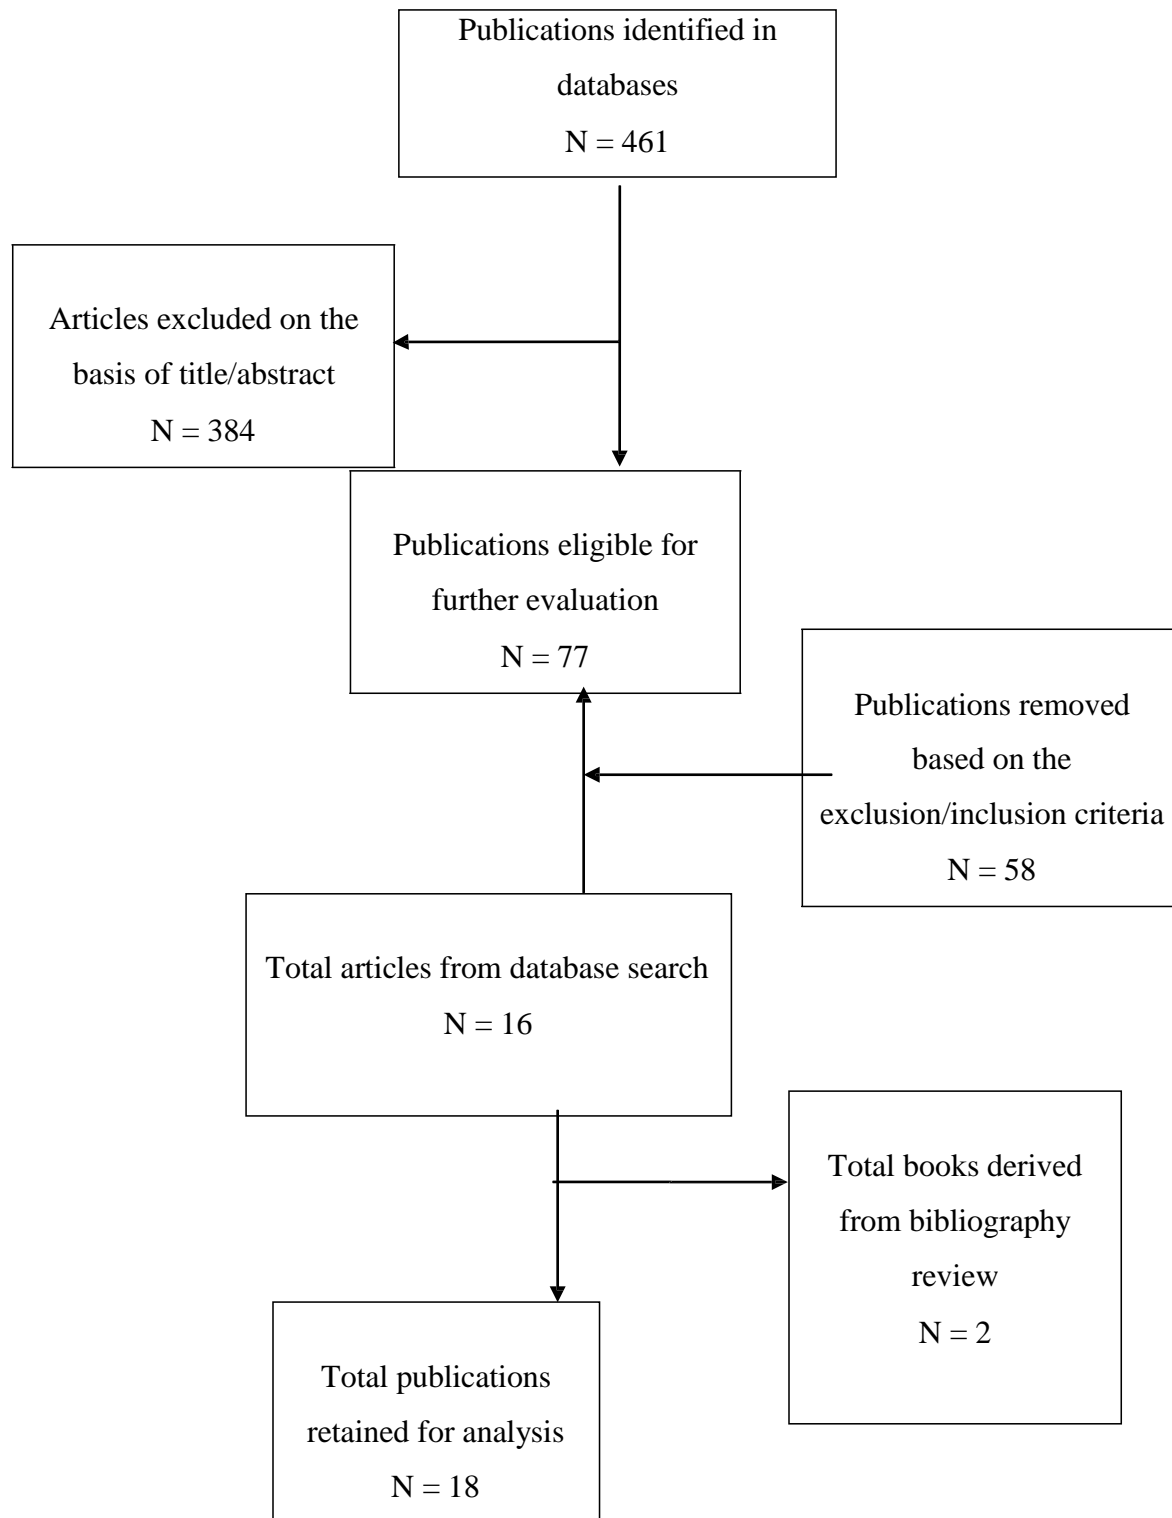 Publications identified in
databases
N = 461
Articles excluded on the
basis of title/abstract
N = 384
Publications eligible for
further evaluation
N = 77
Publications removed
based on the
exclusion/inclusion criteria
N = 58
Total articles from database search
N = 16
Total books derived
from bibliography
review
N = 2
Total publications
retained for analysis
N = 18